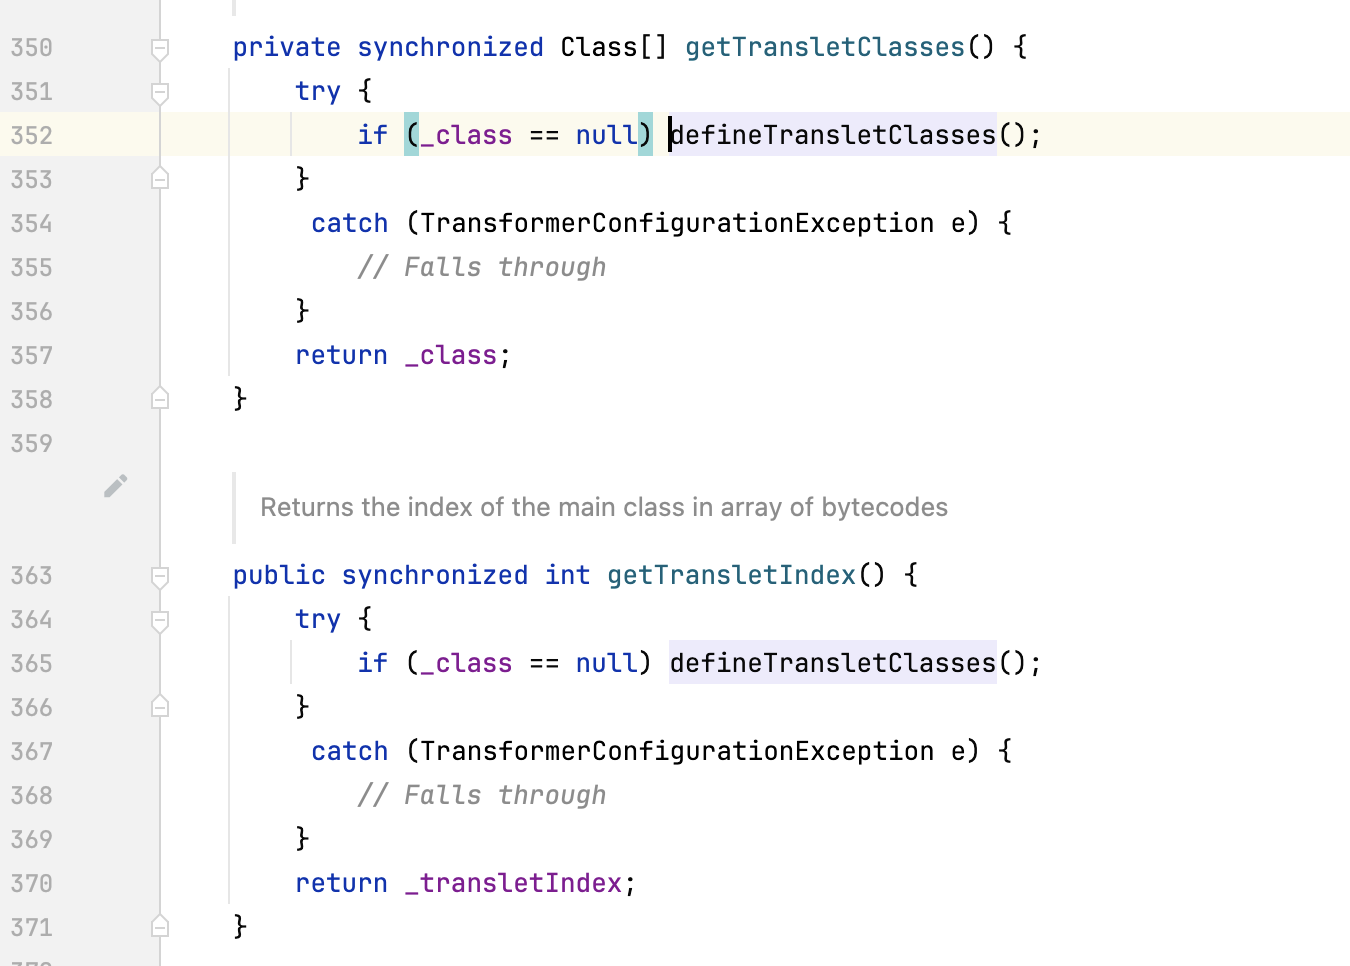 350 private synchronized Class[] getTransletClasses() {
351 try {
352 if (_class == null) defineTransletClasses();
353 }
354 catch (TransformerConfigurationException e) {
355 // Falls through
356 }
357 return _class;
358 }
359
Returns the index of the main class in array of bytecodes
363 public synchronized int getTransletIndex() {
364 try {
365 if (_class == null) defineTransletClasses();
366 }
367 catch (TransformerConfigurationException e) {
368 // Falls through
369 }
370 return _transletIndex;
371 }